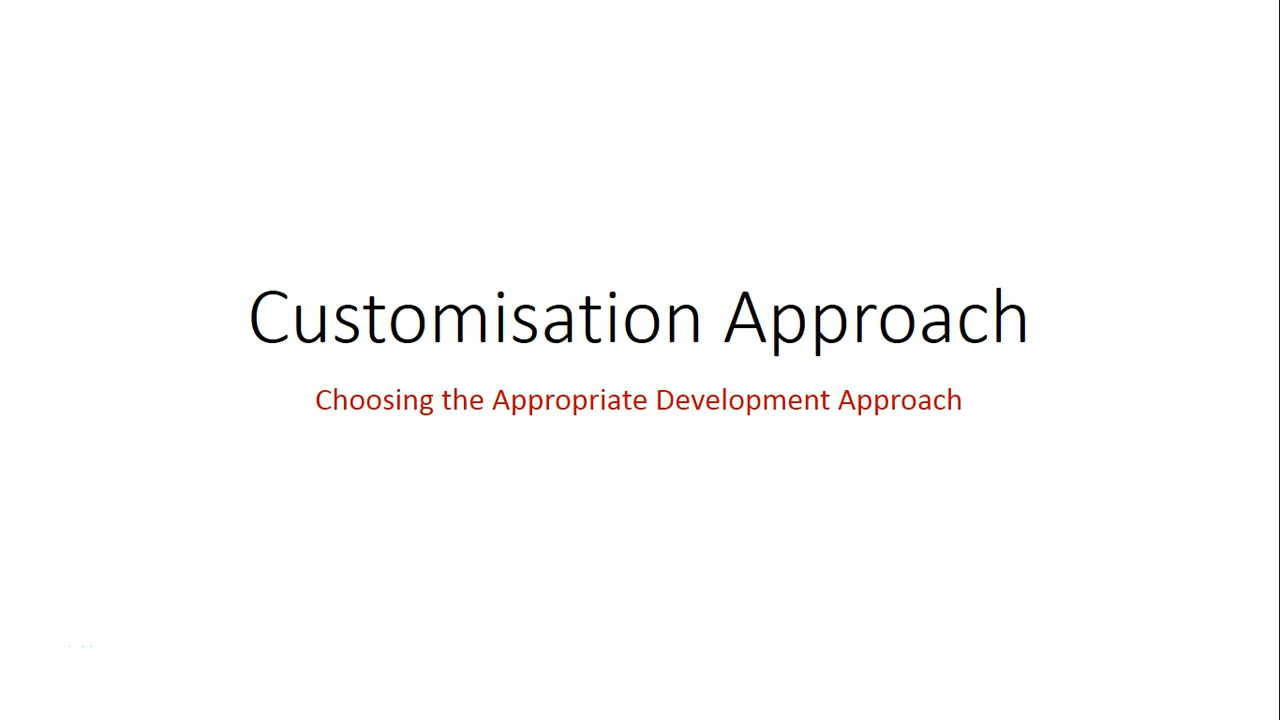 Customisation Approach
Choosing the Appropriate Development Approach